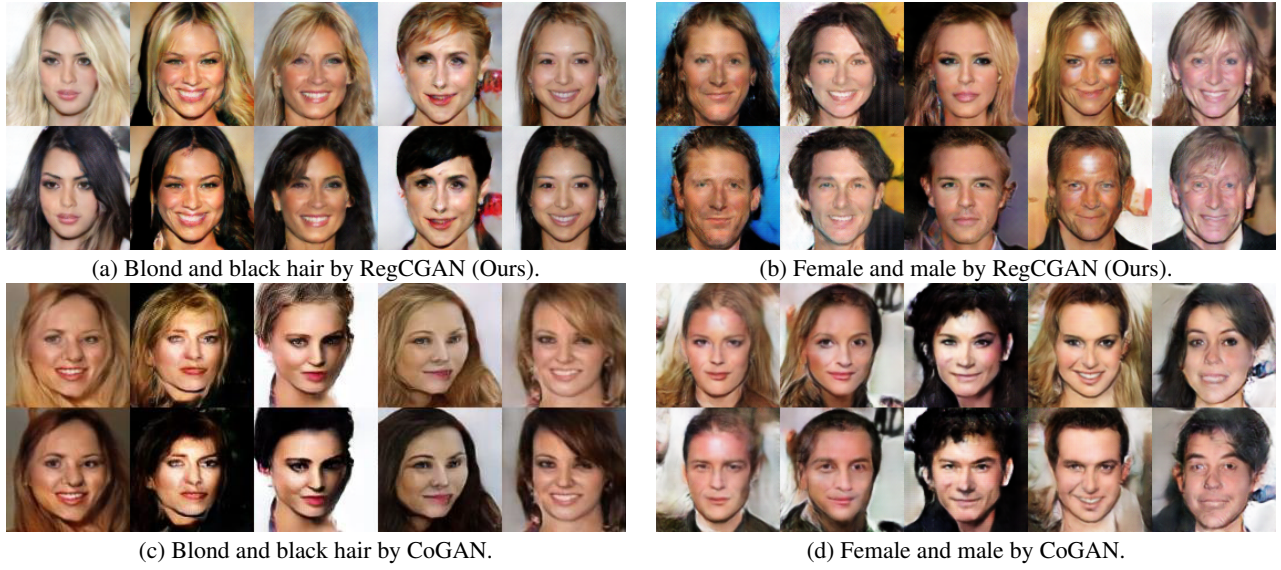 (a) Blond and black hair by RegCGAN (Ours).
(b) Female and male by RegCGAN (Ours).
(c) Blond and black hair by CoGAN.
(d) Female and male by CoGAN.